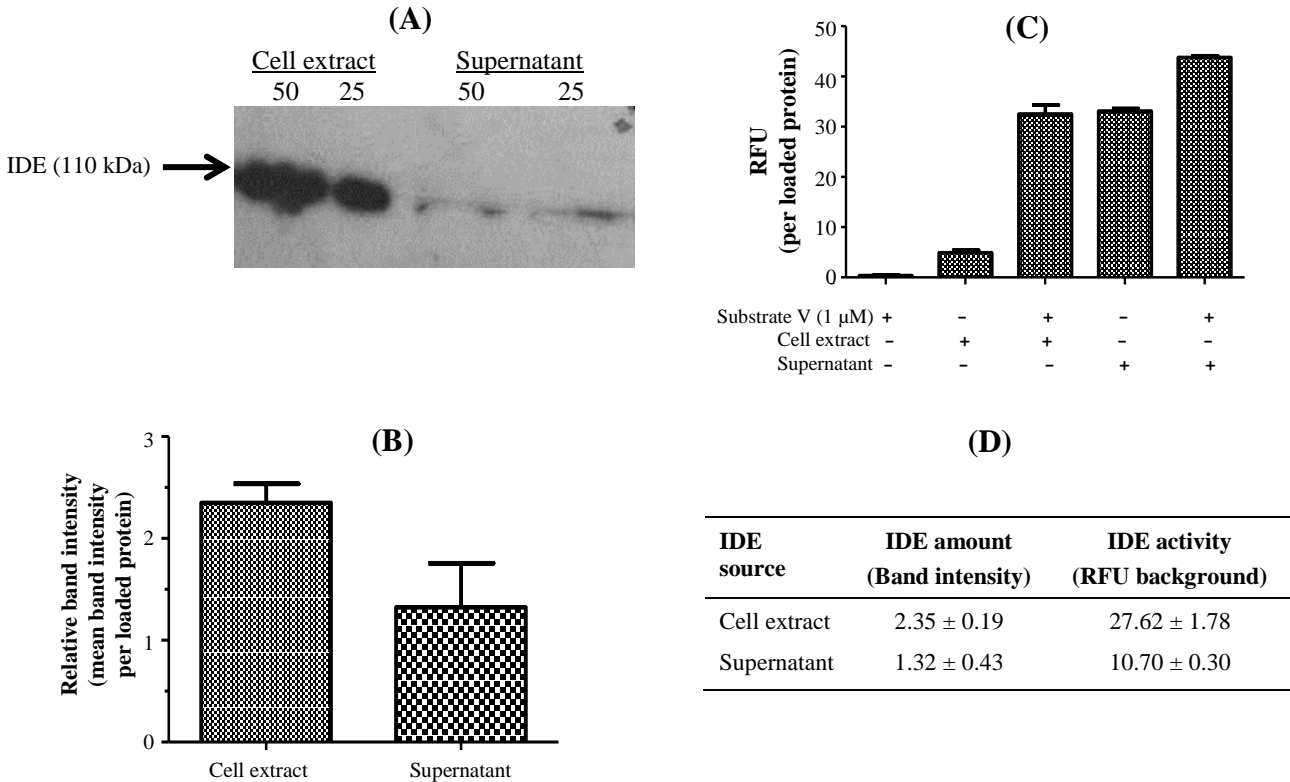 (A)
Cell extract Supernatant
50 25 50 25
IDE (110 kDa)
(B)
Relative band intensity
(mean band intensity
per loaded protein)
3
2
1
0
Cell extract Supernatant
(C)
RFU
(per loaded protein)
50
40
30
20
10
0
Substrate V (1 µM) + – + – +
Cell extract – + + – –
Supernatant – – – + +
(D)
IDE source IDE amount (Band intensity) IDE activity (RFU background)
Cell extract 2.35 ± 0.19 27.62 ± 1.78
Supernatant 1.32 ± 0.43 10.70 ± 0.30